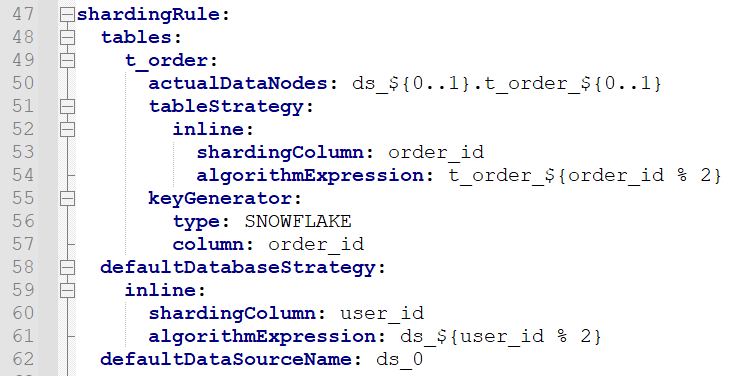 47 shardingRule:
48   tables:
49     t_order:
50       actualDataNodes: ds_${0..1}.t_order_${0..1}
51       tableStrategy:
52         inline:
53           shardingColumn: order_id
54           algorithmExpression: t_order_${order_id % 2}
55       keyGenerator:
56         type: SNOWFLAKE
57         column: order_id
58   defaultDatabaseStrategy:
59     inline:
60       shardingColumn: user_id
61       algorithmExpression: ds_${user_id % 2}
62   defaultDataSourceName: ds_0